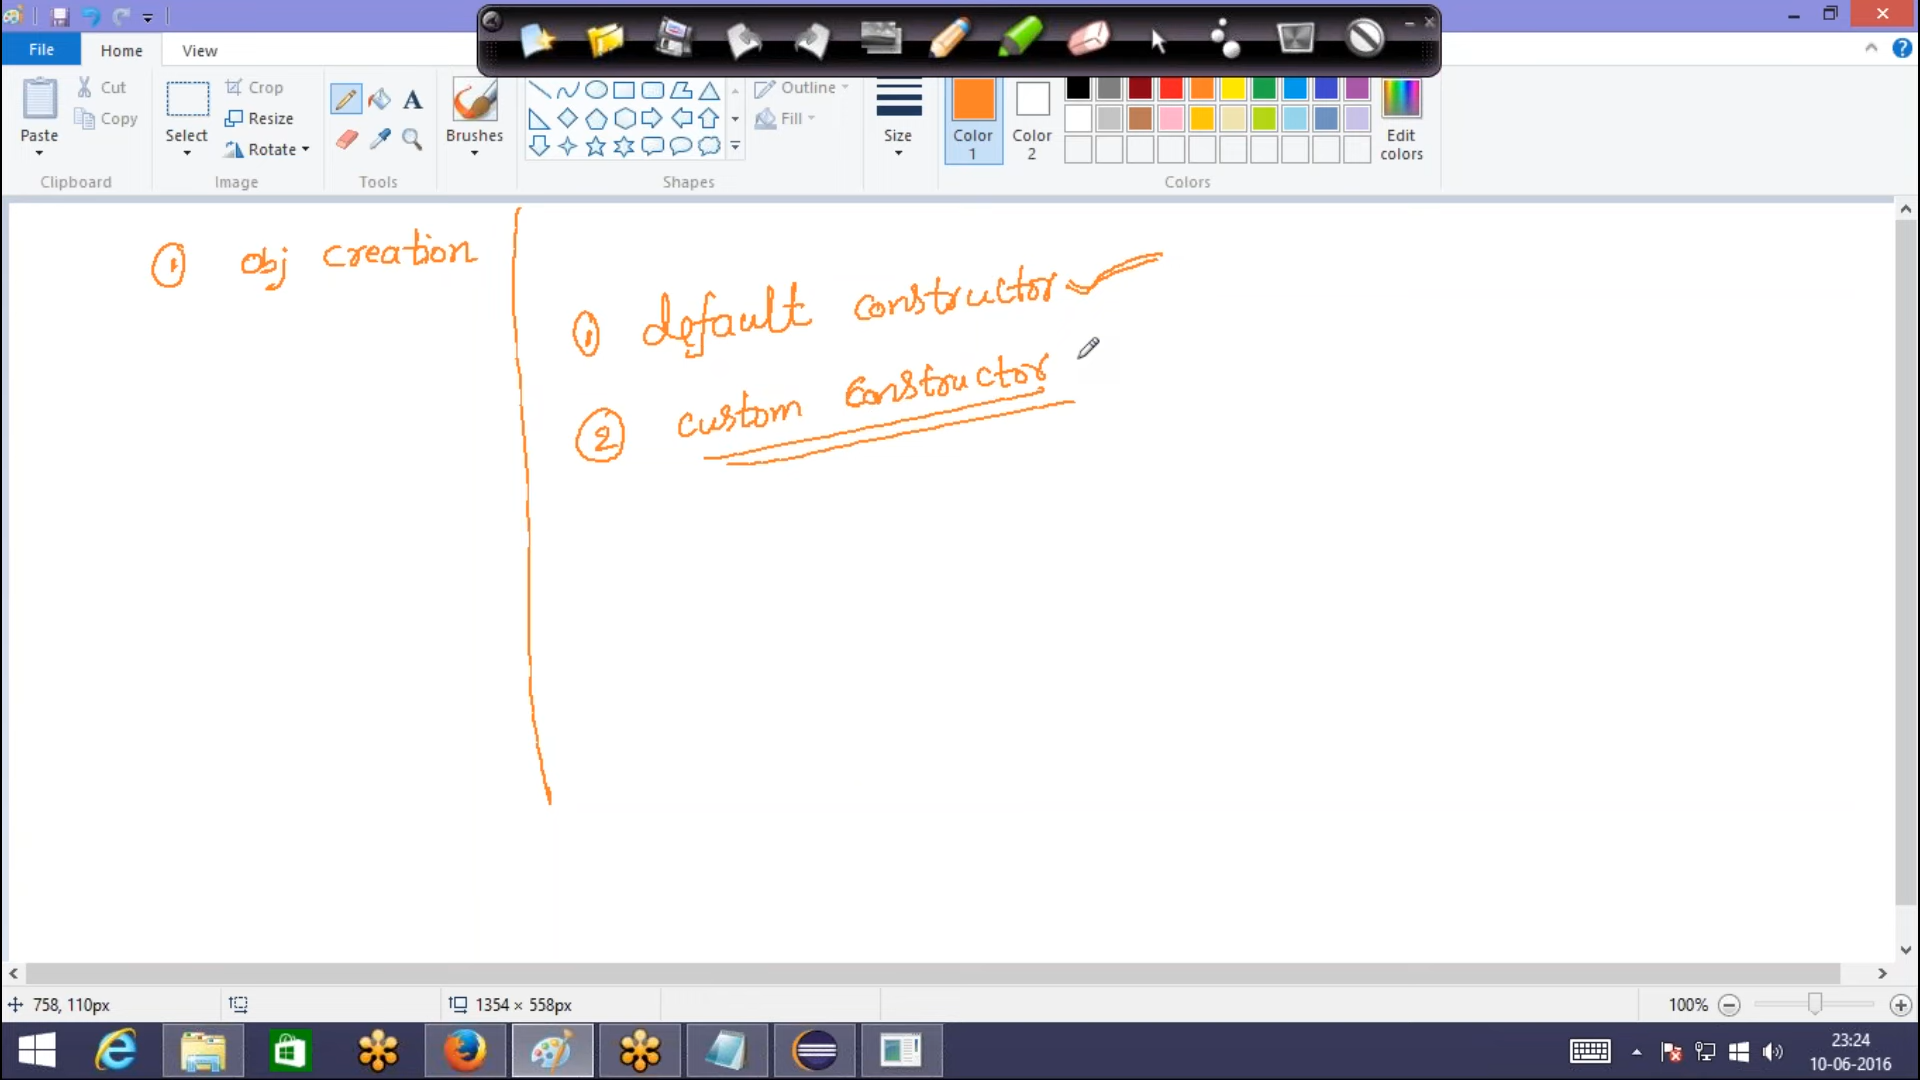 File Home View
Paste Cut Copy Clipboard
Select Crop Resize Rotate Image
Tools
Brushes
Outline Fill Shapes
Size
Color 1
Color 2
Edit colors
Colors
① obj creation
① default constructor
② custom constructor
758, 110px
1354 × 558px
100%
23:24
10-06-2016